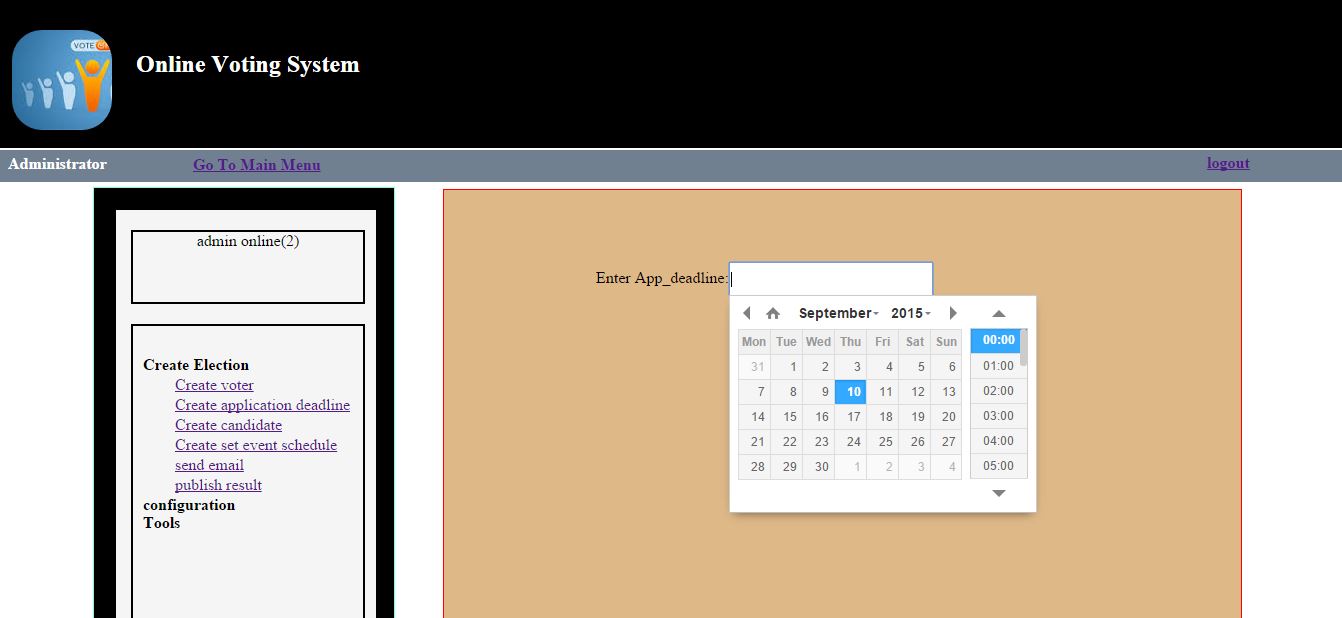 VOTE
Online Voting System
Administrator Go To Main Menu logout
admin online(2)
Create Election
Create voter
Create application deadline
Create candidate
Create set event schedule
send email
publish result
configuration
Tools
Enter App_deadline:
September 2015
Mon Tue Wed Thu Fri Sat Sun
31 1 2 3 4 5 6
7 8 9 10 11 12 13
14 15 16 17 18 19 20
21 22 23 24 25 26 27
28 29 30 1 2 3 4
00:00
01:00
02:00
03:00
04:00
05:00